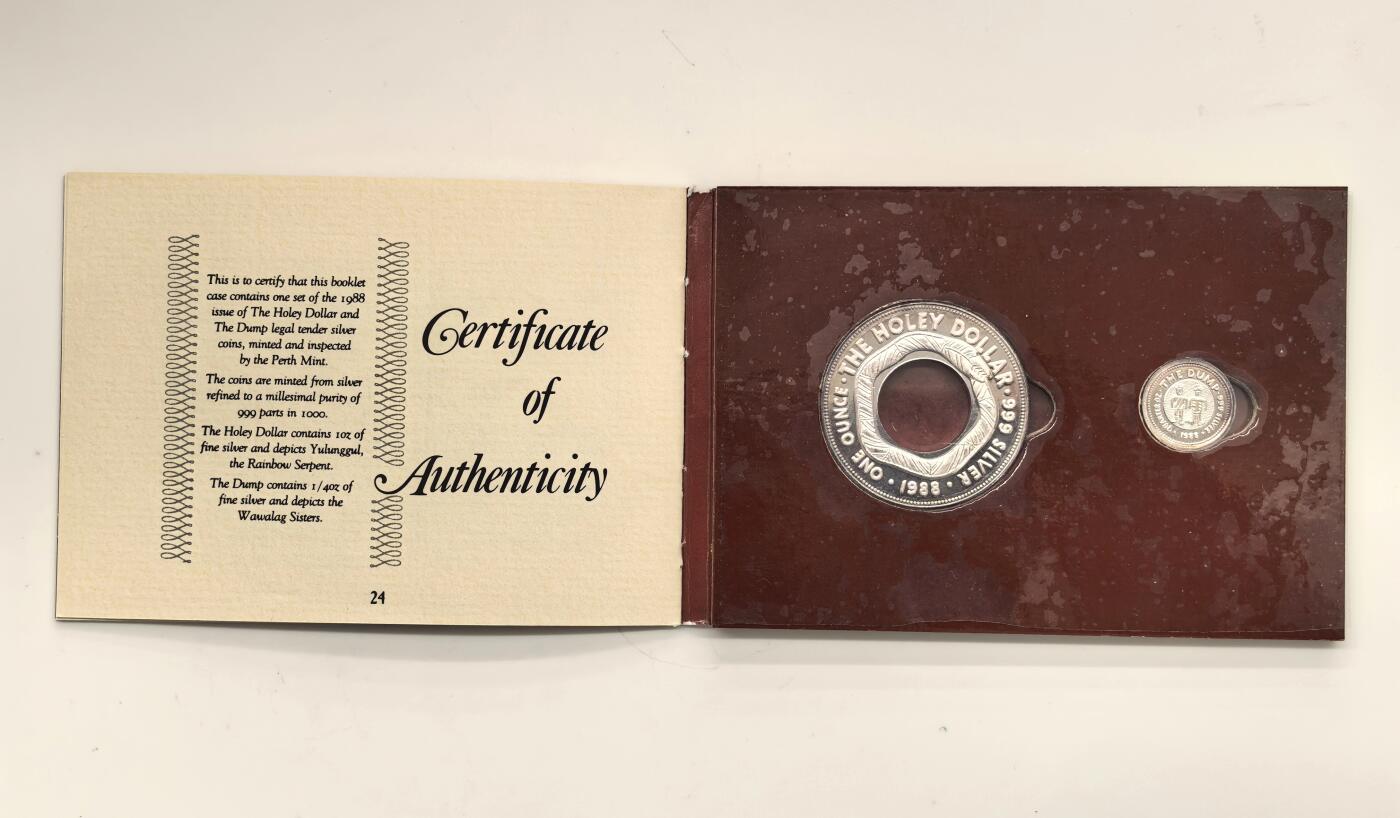 This is to certify that this booklet
case contains one set of the 1988
issue of The Holey Dollar and
The Dump legal tender silver
coins, minted and inspected
by the Perth Mint.
The coins are minted from silver
refined to a millesimal purity of
999 parts in 1000.
The Holey Dollar contains 1oz of
fine silver and depicts Yulunggul,
the Rainbow Serpent.
The Dump contains 1/4oz of
fine silver and depicts the
Wawalag Sisters.
Certificate
of
Authenticity
24
THE HOLEY DOLLAR · 999 SILVER · 1988 · ONE OUNCE ·
THE DUMP · 999 SILVER · 1988 · QUARTER OZ ·